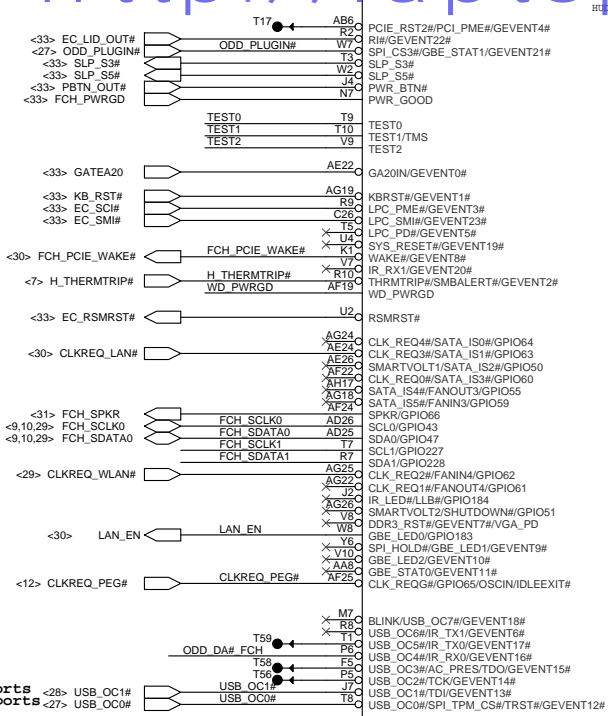 http://lapto
HUD
T17 AB6 PCIE_RST2#/PCI_PME#/GEVENT4#
<33> EC_LID_OUT# R2 RI#/GEVENT22#
<27> ODD_PLUGIN# ODD_PLUGIN# W7 SPI_CS3#/GBE_STAT1/GEVENT21#
<33> SLP_S3# T3 SLP_S3#
<33> SLP_S5# W2 SLP_S5#
<33> PBTN_OUT# J4 PWR_BTN#
<33> FCH_PWRGD N7 PWR_GOOD
TEST0 T9 TEST0
TEST1 T10 TEST1/TMS
TEST2 V9 TEST2
<33> GATEA20 AE22 GA20IN/GEVENT0#
<33> KB_RST# AG19 KBRST#/GEVENT1#
<33> EC_SCI# R9 LPC_PME#/GEVENT3#
<33> EC_SMI# C26 LPC_SMI#/GEVENT23#
T5 LPC_PD#/GEVENT5#
U4 SYS_RESET#/GEVENT19#
<30> FCH_PCIE_WAKE# FCH_PCIE_WAKE# K1 WAKE#/GEVENT8#
V7 IR_RX1/GEVENT20#
<7> H_THERMTRIP# H_THERMTRIP# R10 THRMTRIP#/SMBALERT#/GEVENT2#
WD_PWRGD AF19 WD_PWRGD
<33> EC_RSMRST# U2 RSMRST#
AG24 CLK_REQ4#/SATA_IS0#/GPIO64
<30> CLKREQ_LAN# AE24 CLK_REQ3#/SATA_IS1#/GPIO63
AE26 SMARTVOLT1/SATA_IS2#/GPIO50
AF22 CLK_REQ0#/SATA_IS3#/GPIO60
AH17 SATA_IS4#/FANOUT3/GPIO55
AG18 SATA_IS5#/FANIN3/GPIO59
<31> FCH_SPKR AF24 SPKR/GPIO66
<9,10,29> FCH_SCLK0 FCH_SCLK0 AD26 SCL0/GPIO43
<9,10,29> FCH_SDATA0 FCH_SDATA0 AD25 SDA0/GPIO47
FCH_SCLK1 T7 SCL1/GPIO227
FCH_SDATA1 R7 SDA1/GPIO228
<29> CLKREQ_WLAN# AG25 CLK_REQ2#/FANIN4/GPIO62
AG22 CLK_REQ1#/FANOUT4/GPIO61
J2 IR_LED#/LLB#/GPIO184
AG26 SMARTVOLT2/SHUTDOWN#/GPIO51
V8 DDR3_RST#/GEVENT7#/VGA_PD
<30> LAN_EN LAN_EN W8 GBE_LED0/GPIO183
Y6 SPI_HOLD#/GBE_LED1/GEVENT9#
V10 GBE_LED2/GEVENT10#
AA8 GBE_STAT0/GEVENT11#
<12> CLKREQ_PEG# CLKREQ_PEG# AF25 CLK_REQG#/GPIO65/OSCIN/IDLEEXIT#
M7 BLINK/USB_OC7#/GEVENT18#
R8 USB_OC6#/IR_TX1/GEVENT6#
T59 T1 USB_OC5#/IR_TX0/GEVENT17#
ODD_DA#_FCH P6 USB_OC4#/IR_RX0/GEVENT16#
T58 F5 USB_OC3#/AC_PRES/TDO/GEVENT15#
T56 P5 USB_OC2#/TCK/GEVENT14#
rts <28> USB_OC1# USB_OC1# J7 USB_OC1#/TDI/GEVENT13#
ports <27> USB_OC0# USB_OC0# T8 USB_OC0#/SPI_TPM_CS#/TRST#/GEVENT12#